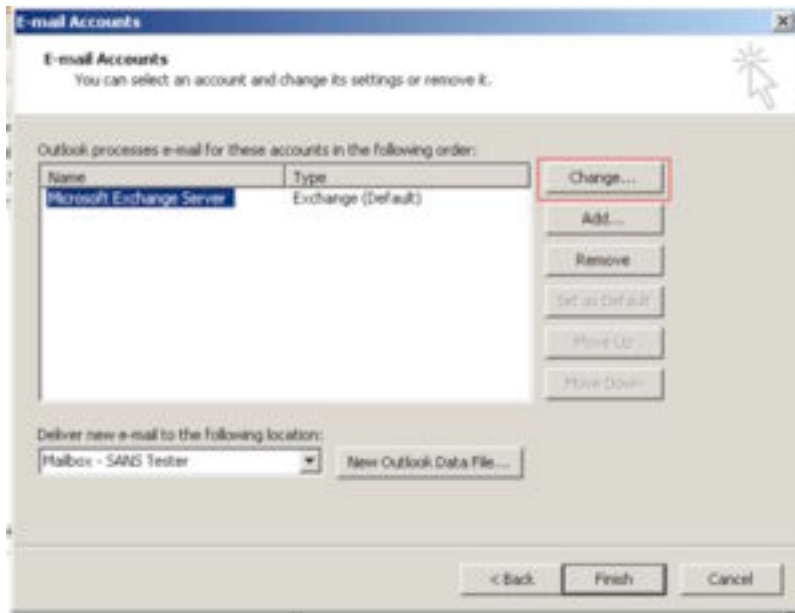 E-mail Accounts
E-mail Accounts
You can select an account and change its settings or remove it.
Outlook processes e-mail for these accounts in the following order:
Name Type
Microsoft Exchange Server Exchange (Default)
Change...
Add...
Remove
Set as Default
Move Up
Move Down
Deliver new e-mail to the following location:
Mailbox - SANS Tester
New Outlook Data File...
< Back Finish Cancel